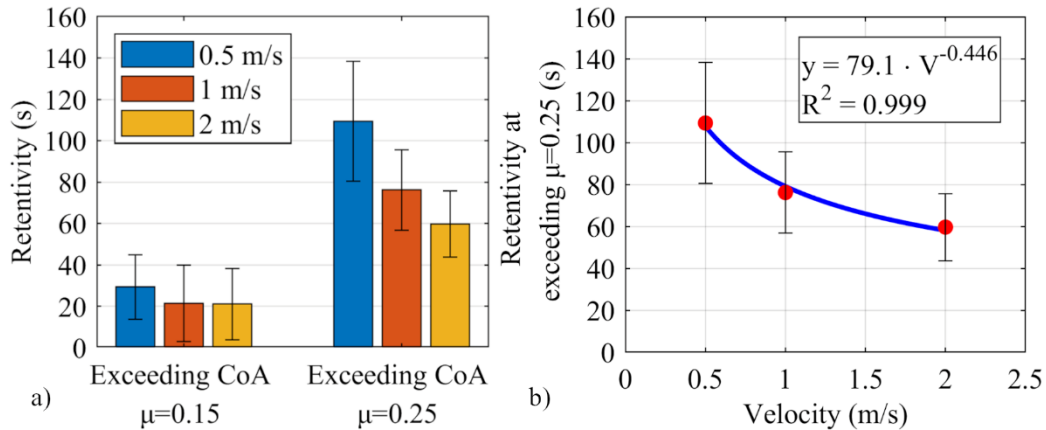 160
140
120
100
80
60
40
20
0
Retentivity (s)
0.5 m/s
1 m/s
2 m/s
Exceeding CoA
μ=0.15
Exceeding CoA
μ=0.25
a)
160
140
120
100
80
60
40
20
0
Retentivity at
exceeding μ=0.25 (s)
y = 79.1 · V^-0.446
R^2 = 0.999
0 0.5 1 1.5 2 2.5
Velocity (m/s)
b)